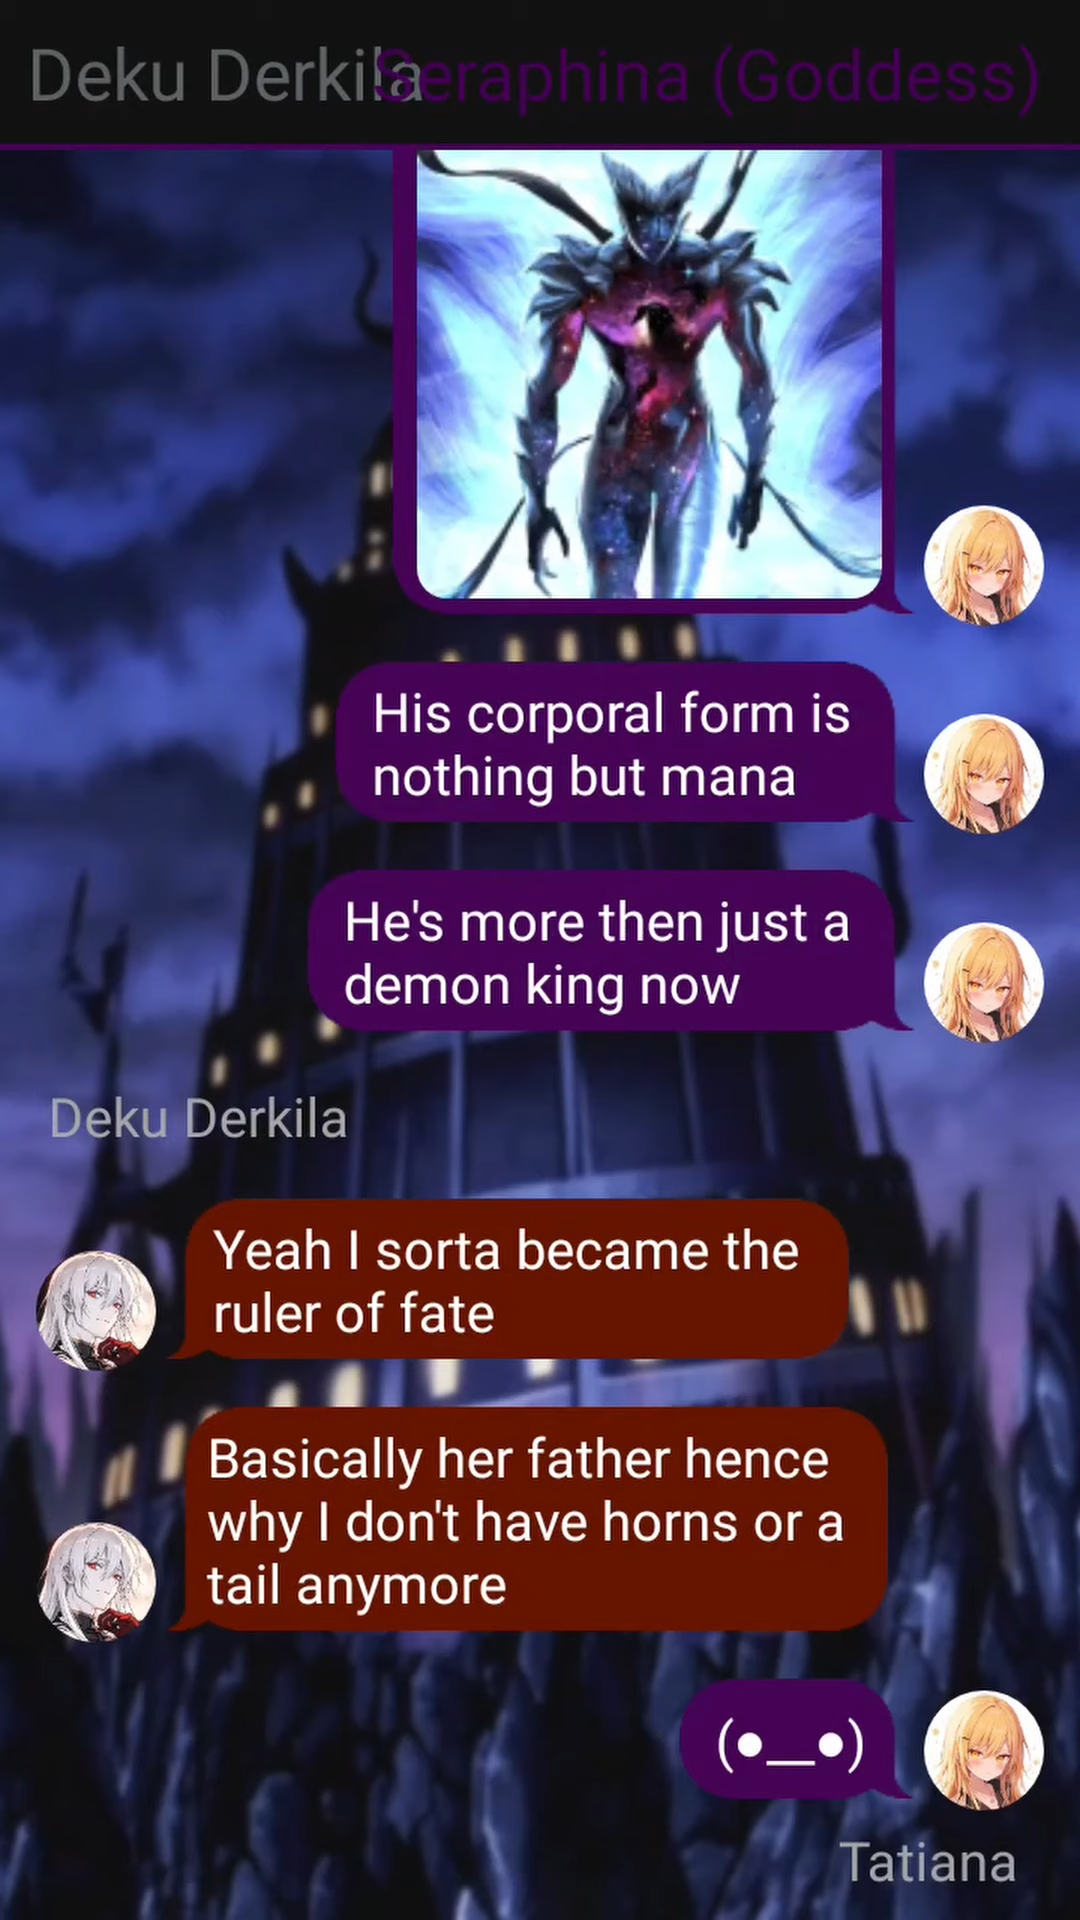 Deku Derkila
Seraphina (Goddess)
His corporal form is
nothing but mana
He's more then just a
demon king now
Deku Derkila
Yeah I sorta became the
ruler of fate
Basically her father hence
why I don't have horns or a
tail anymore
(●__●)
Tatiana